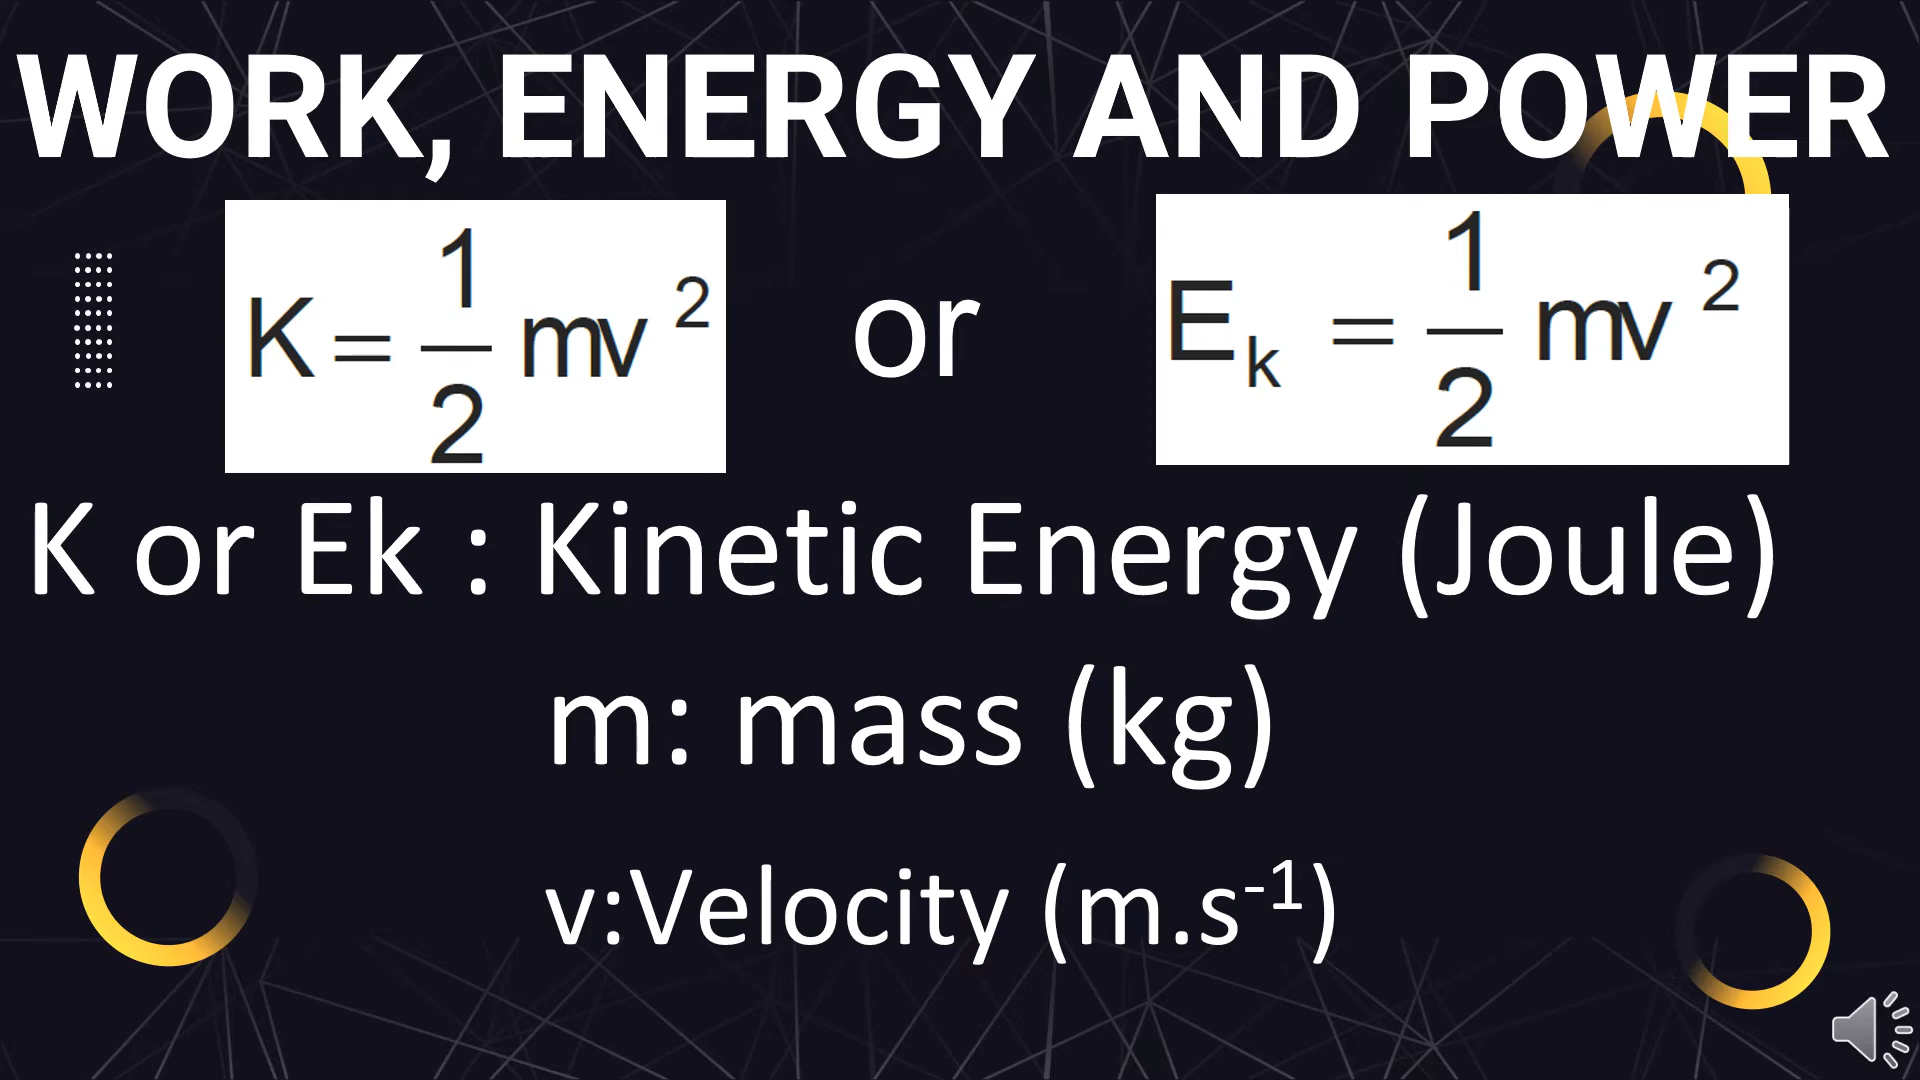 WORK, ENERGY AND POWER
K = 1/2 mv ² or E_k = 1/2 mv ²
K or Ek : Kinetic Energy (Joule)
m: mass (kg)
v:Velocity (m.s⁻¹)